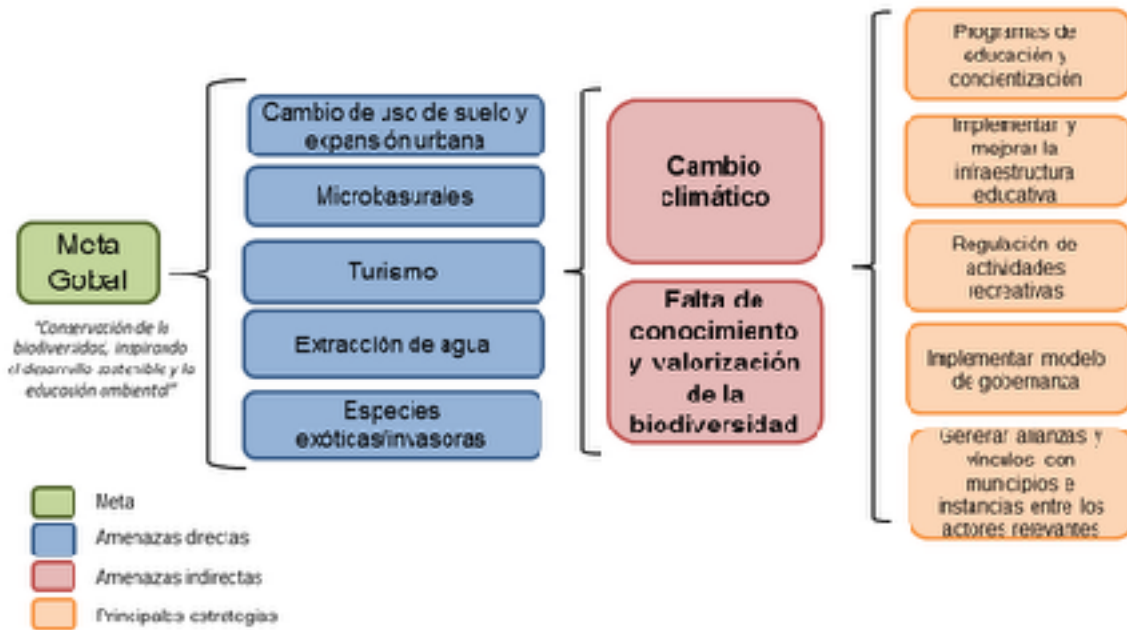 Meta
Gobal
"Conservación de la
biodiversidad, inspirando
el desarrollo sostenible y la
educación ambiental"
Cambio de uso de suelo y
expansión urbana
Microbasurales
Turismo
Extracción de agua
Especies
exóticas/invasoras
Cambio
climático
Falta de
conocimiento
y valorización
de la
biodiversidad
Programas de
educación y
concientización
Implementar y
mejorar la
infraestructura
educativa
Regulación de
actividades
recreativas
Implementar modelo
de gobernanza
Generar alianzas y
vínculos con
municipios e
instancias entre los
actores relevantes
Meta
Amenazas directas
Amenazas indirectas
Principales estrategias